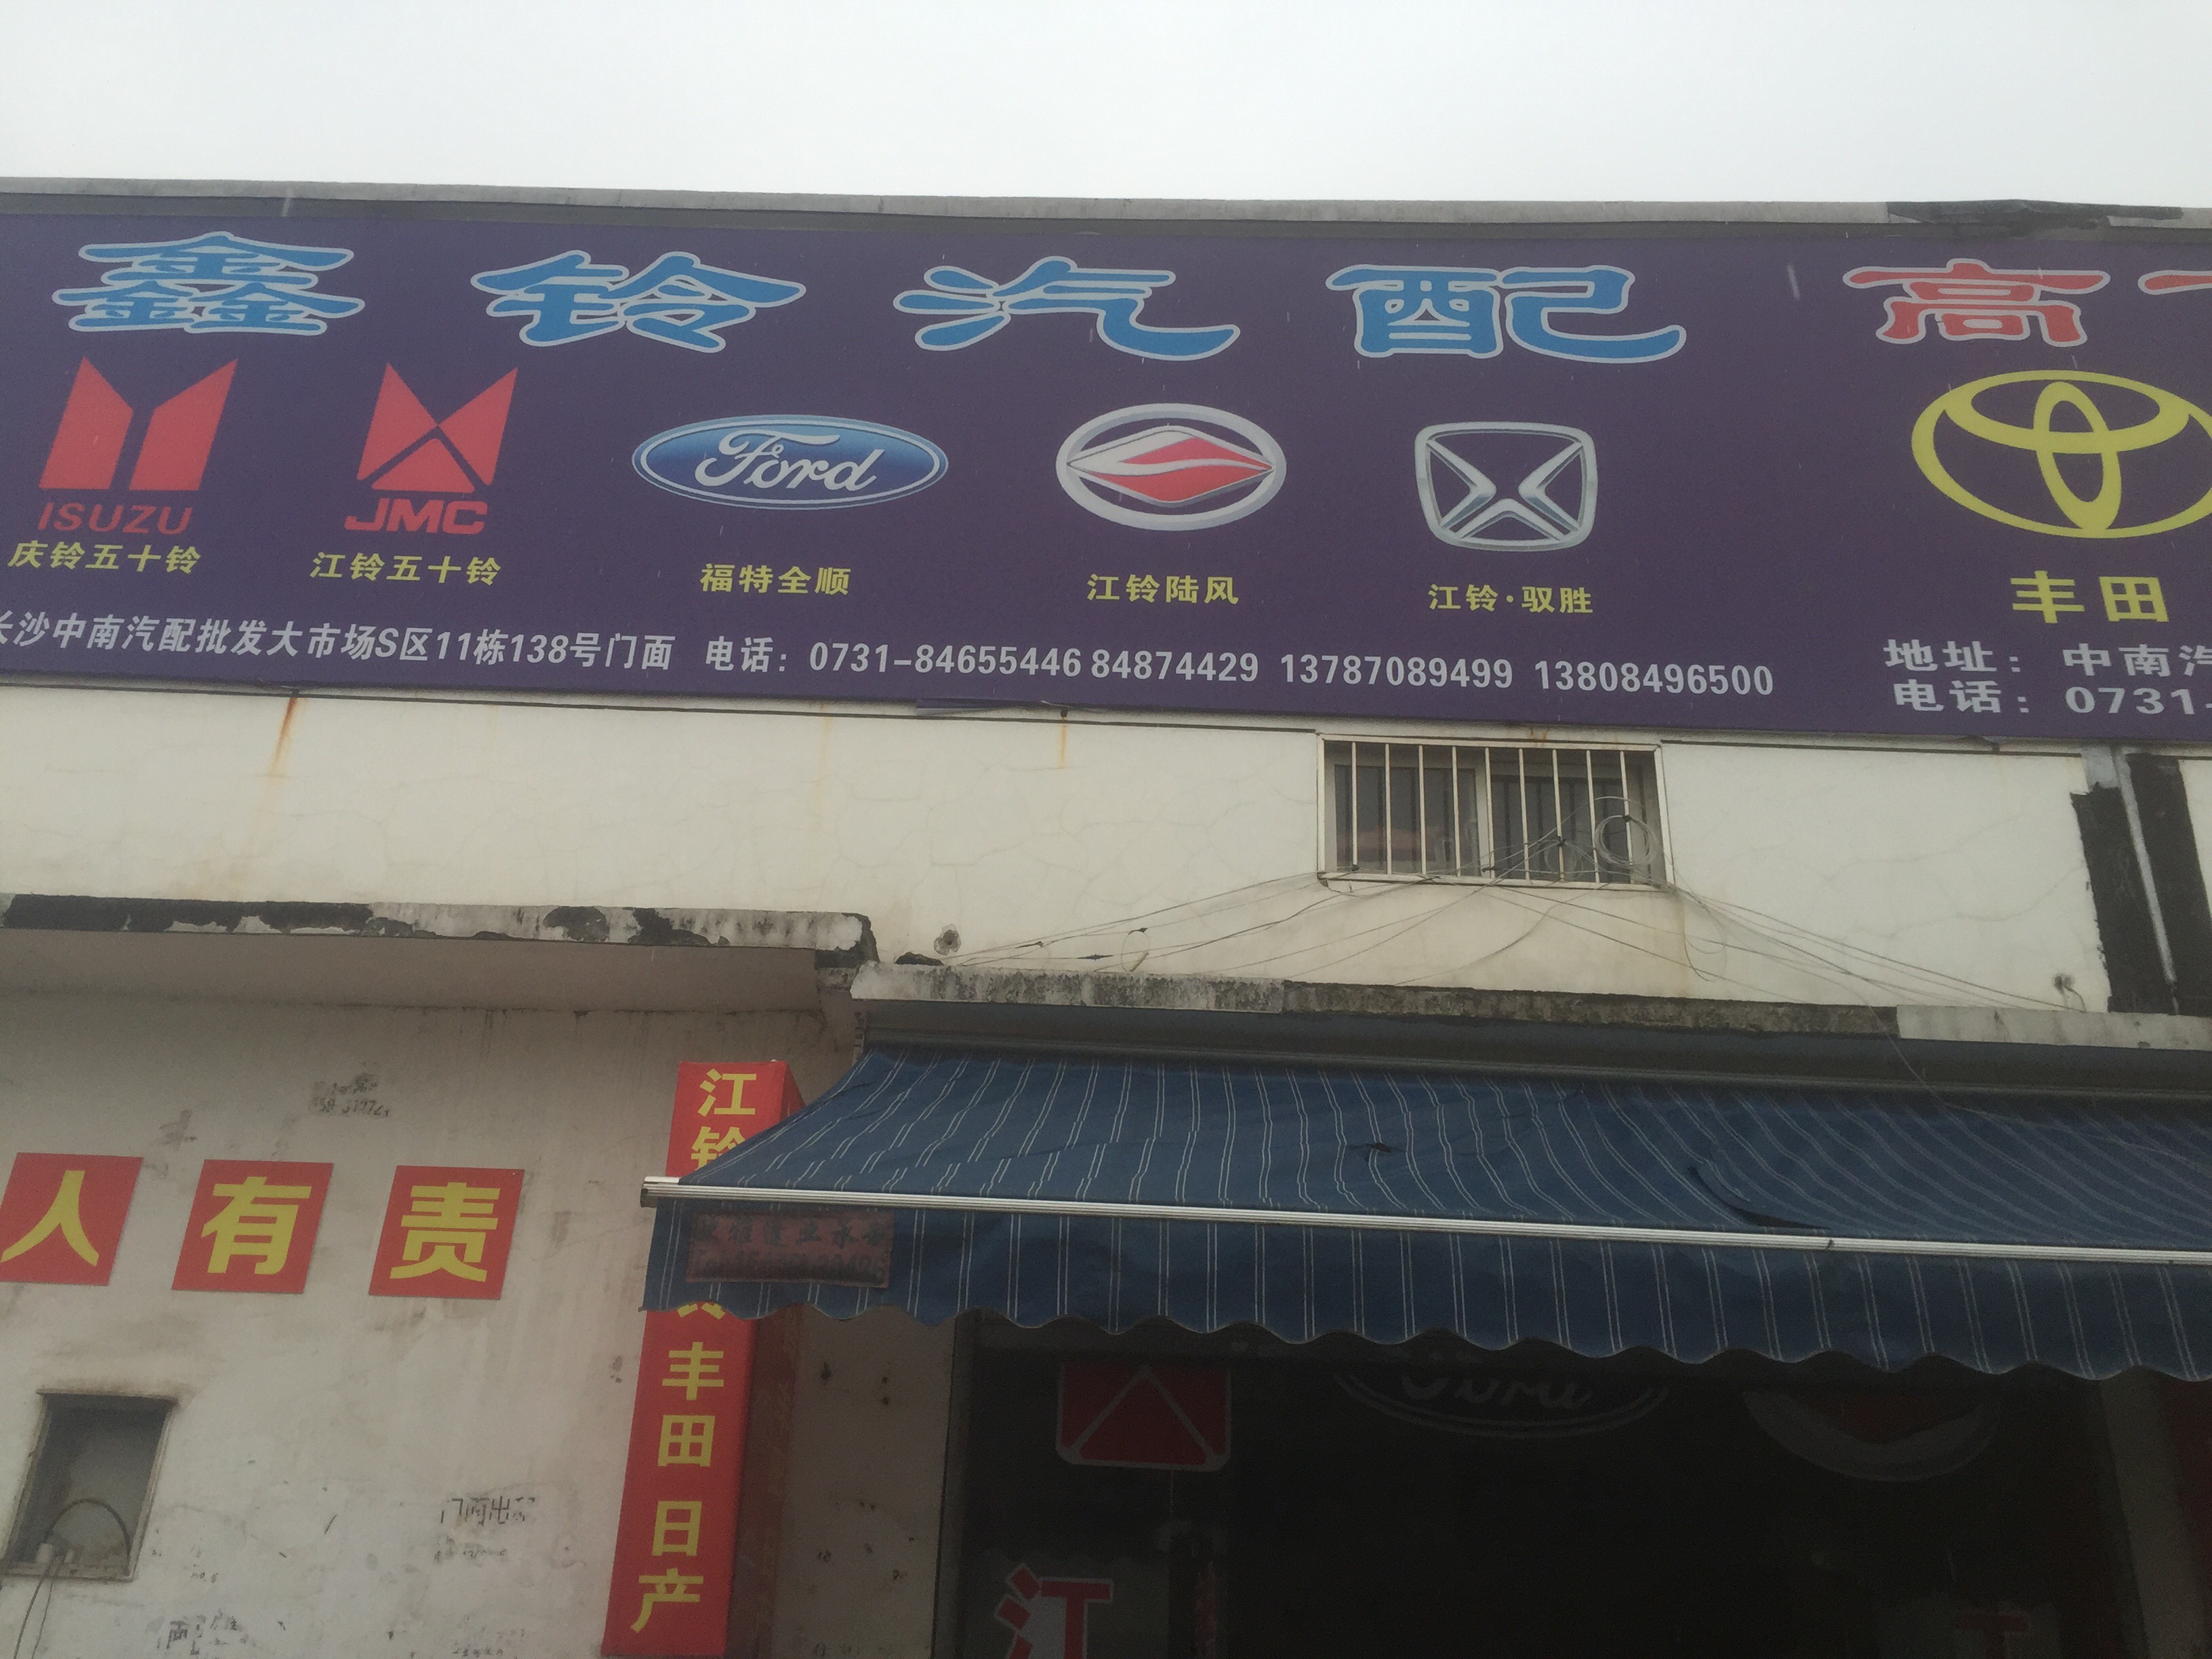 鑫铃汽配
高
ISUZU
庆铃五十铃
JMC
江铃五十铃
Ford
福特全顺
江铃陆风
江铃·驭胜
丰田
长沙中南汽配批发大市场S区11栋138号门面 电话：0731-84655446 84874429 13787089499 13808496500
地址：中南汽
电话：0731-
江铃
人有责
丰田 日产
Ford
江